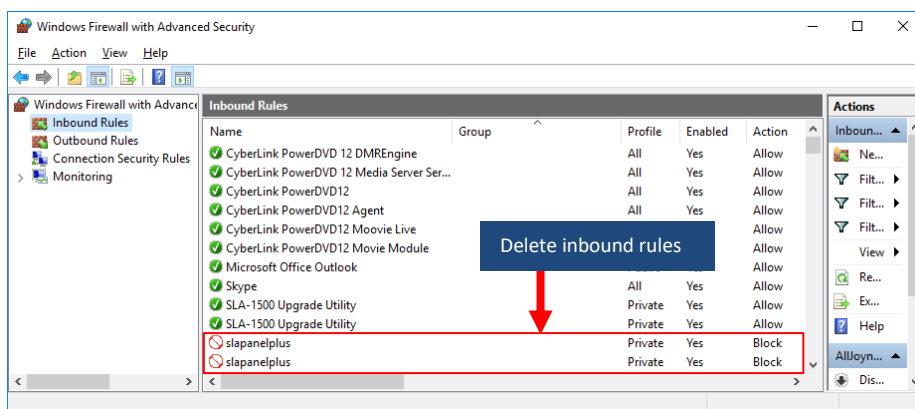 Windows Firewall with Advanced Security
File Action View Help
Windows Firewall with Advance
Inbound Rules
Outbound Rules
Connection Security Rules
Monitoring
Inbound Rules
Name Group Profile Enabled Action
CyberLink PowerDVD 12 DMREngine All Yes Allow
CyberLink PowerDVD 12 Media Server Ser... All Yes Allow
CyberLink PowerDVD12 All Yes Allow
CyberLink PowerDVD12 Agent All Yes Allow
CyberLink PowerDVD12 Moovie Live Allow
CyberLink PowerDVD12 Movie Module Allow
Microsoft Office Outlook Allow
Skype All Yes Allow
SLA-1500 Upgrade Utility Private Yes Allow
SLA-1500 Upgrade Utility Private Yes Allow
slapanelplus Private Yes Block
slapanelplus Private Yes Block
Delete inbound rules
Actions
Inboun...
Ne...
Filt...
Filt...
Filt...
View
Re...
Ex...
Help
AllJoyn...
Dis...